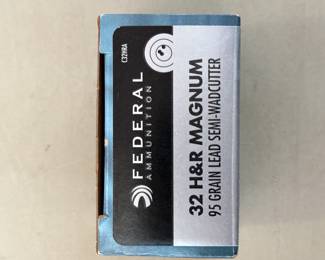 C32HRA
FEDERAL
AMMUNITION
32 H&R MAGNUM
95 GRAIN LEAD SEMI-WADCUTTER